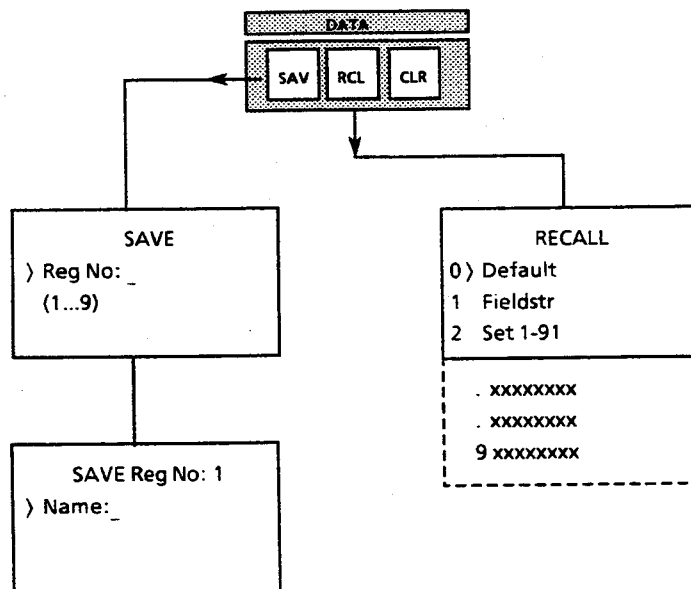 DATA
SAV RCL CLR
SAVE
⟩ Reg No: _
(1...9)
SAVE Reg No: 1
⟩ Name:_
RECALL
0⟩ Default
1 Fieldstr
2 Set 1-91
. xxxxxxxx
. xxxxxxxx
9 xxxxxxxx